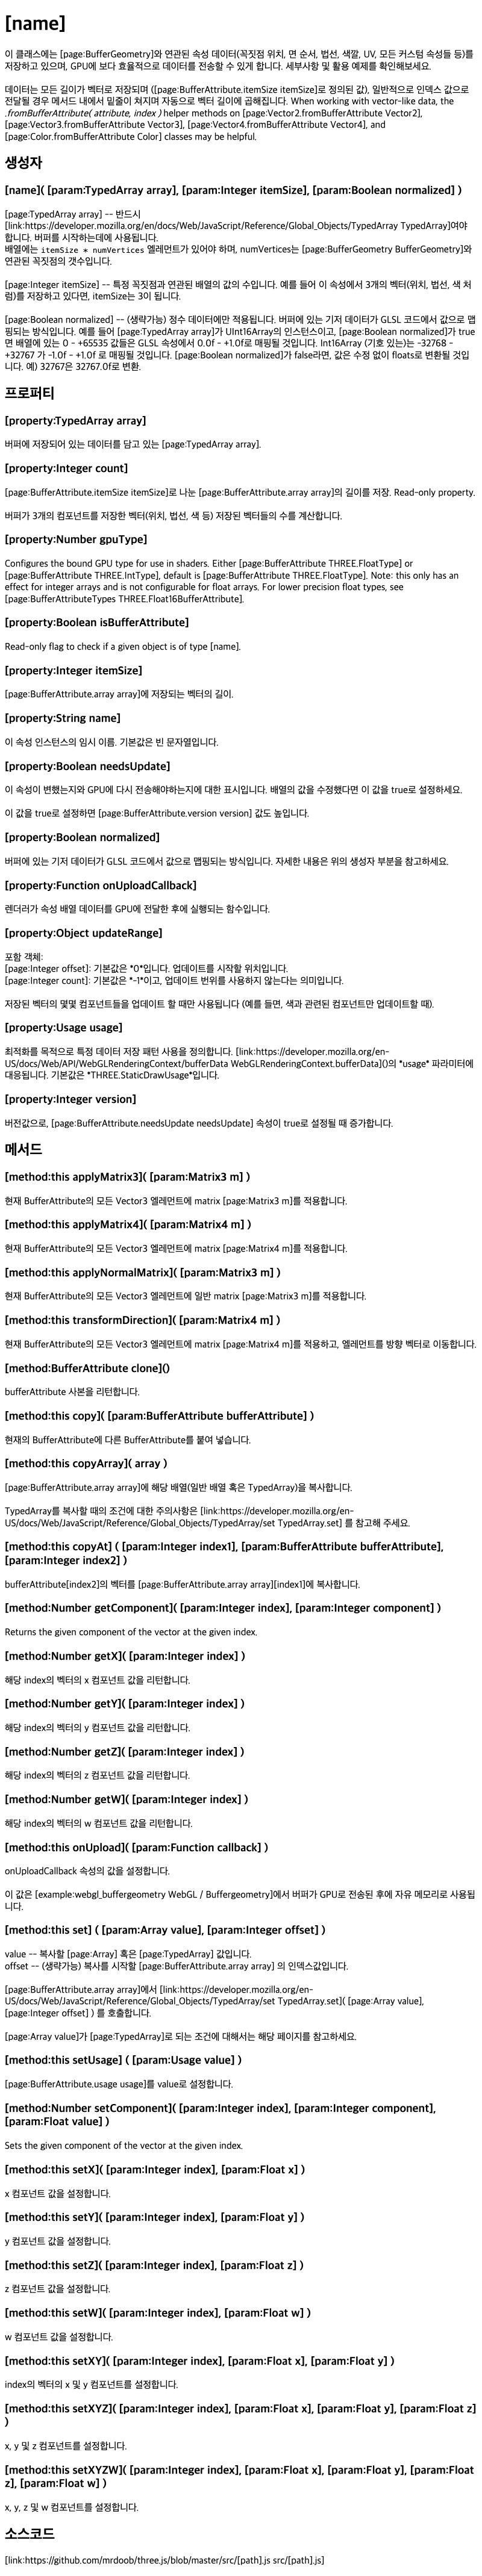 [name]
이 클래스에는 [page:BufferGeometry]와 연관된 속성 데이터(꼭짓점 위치, 면 순서, 법선, 색깔, UV, 모든 커스텀 속성들 등)를
저장하고 있으며, GPU에 보다 효율적으로 데이터를 전송할 수 있게 합니다. 세부사항 및 활용 예제를 확인해보세요.
데이터는 모든 길이가 벡터로 저장되며 ([page:BufferAttribute.itemSize itemSize]로 정의된 값), 일반적으로 인덱스 값으로
전달될 경우 메서드 내에서 밑줄이 쳐지며 자동으로 벡터 길이에 곱해집니다. When working with vector-like data, the
.fromBufferAttribute( attribute, index ) helper methods on [page:Vector2.fromBufferAttribute Vector2],
[page:Vector3.fromBufferAttribute Vector3], [page:Vector4.fromBufferAttribute Vector4], and
[page:Color.fromBufferAttribute Color] classes may be helpful.
생성자
[name]( [param:TypedArray array], [param:Integer itemSize], [param:Boolean normalized] )
[page:TypedArray array] -- 반드시
[link:https://developer.mozilla.org/en/docs/Web/JavaScript/Reference/Global_Objects/TypedArray TypedArray]여야
합니다. 버퍼를 시작하는데에 사용됩니다.
배열에는 itemSize * numVertices 엘레먼트가 있어야 하며, numVertices는 [page:BufferGeometry BufferGeometry]와
연관된 꼭짓점의 갯수입니다.
[page:Integer itemSize] -- 특정 꼭짓점과 연관된 배열의 값의 수입니다. 예를 들어 이 속성에서 3개의 벡터(위치, 법선, 색 처
럼)를 저장하고 있다면, itemSize는 3이 됩니다.
[page:Boolean normalized] -- (생략가능) 정수 데이터에만 적용됩니다. 버퍼에 있는 기저 데이터가 GLSL 코드에서 값으로 맵
핑되는 방식입니다. 예를 들어 [page:TypedArray array]가 UInt16Array의 인스턴스이고, [page:Boolean normalized]가 true
면 배열에 있는 0 - +65535 값들은 GLSL 속성에서 0.0f - +1.0f로 매핑될 것입니다. Int16Array (기호 있는)는 -32768 -
+32767 가 -1.0f - +1.0f 로 매핑될 것입니다. [page:Boolean normalized]가 false라면, 값은 수정 없이 floats로 변환될 것입
니다. 예) 32767은 32767.0f로 변환.
프로퍼티
[property:TypedArray array]
버퍼에 저장되어 있는 데이터를 담고 있는 [page:TypedArray array].
[property:Integer count]
[page:BufferAttribute.itemSize itemSize]로 나눈 [page:BufferAttribute.array array]의 길이를 저장. Read-only property.
버퍼가 3개의 컴포넌트를 저장한 벡터(위치, 법선, 색 등) 저장된 벡터들의 수를 계산합니다.
[property:Number gpuType]
Configures the bound GPU type for use in shaders. Either [page:BufferAttribute THREE.FloatType] or
[page:BufferAttribute THREE.IntType], default is [page:BufferAttribute THREE.FloatType]. Note: this only has an
effect for integer arrays and is not configurable for float arrays. For lower precision float types, see
[page:BufferAttributeTypes THREE.Float16BufferAttribute].
[property:Boolean isBufferAttribute]
Read-only flag to check if a given object is of type [name].
[property:Integer itemSize]
[page:BufferAttribute.array array]에 저장되는 벡터의 길이.
[property:String name]
이 속성 인스턴스의 임시 이름. 기본값은 빈 문자열입니다.
[property:Boolean needsUpdate]
이 속성이 변했는지와 GPU에 다시 전송해야하는지에 대한 표시입니다. 배열의 값을 수정했다면 이 값을 true로 설정하세요.
이 값을 true로 설정하면 [page:BufferAttribute.version version] 값도 높입니다.
[property:Boolean normalized]
버퍼에 있는 기저 데이터가 GLSL 코드에서 값으로 맵핑되는 방식입니다. 자세한 내용은 위의 생성자 부분을 참고하세요.
[property:Function onUploadCallback]
렌더러가 속성 배열 데이터를 GPU에 전달한 후에 실행되는 함수입니다.
[property:Object updateRange]
포함 객체:
[page:Integer offset]: 기본값은 *0*입니다. 업데이트를 시작할 위치입니다.
[page:Integer count]: 기본값은 *-1*이고, 업데이트 번위를 사용하지 않는다는 의미입니다.
저장된 벡터의 몇몇 컴포넌트들을 업데이트 할 때만 사용됩니다 (예를 들면, 색과 관련된 컴포넌트만 업데이트할 때).
[property:Usage usage]
최적화를 목적으로 특정 데이터 저장 패턴 사용을 정의합니다. [link:https://developer.mozilla.org/en-
US/docs/Web/API/WebGLRenderingContext/bufferData WebGLRenderingContext.bufferData]()의 *usage* 파라미터에
대응됩니다. 기본값은 *THREE.StaticDrawUsage*입니다.
[property:Integer version]
버전값으로, [page:BufferAttribute.needsUpdate needsUpdate] 속성이 true로 설정될 때 증가합니다.
메서드
[method:this applyMatrix3]( [param:Matrix3 m] )
현재 BufferAttribute의 모든 Vector3 엘레먼트에 matrix [page:Matrix3 m]를 적용합니다.
[method:this applyMatrix4]( [param:Matrix4 m] )
현재 BufferAttribute의 모든 Vector3 엘레먼트에 matrix [page:Matrix4 m]를 적용합니다.
[method:this applyNormalMatrix]( [param:Matrix3 m] )
현재 BufferAttribute의 모든 Vector3 엘레먼트에 일반 matrix [page:Matrix3 m]를 적용합니다.
[method:this transformDirection]( [param:Matrix4 m] )
현재 BufferAttribute의 모든 Vector3 엘레먼트에 matrix [page:Matrix4 m]를 적용하고, 엘레먼트를 방향 벡터로 이동합니다.
[method:BufferAttribute clone]()
bufferAttribute 사본을 리턴합니다.
[method:this copy]( [param:BufferAttribute bufferAttribute] )
현재의 BufferAttribute에 다른 BufferAttribute를 붙여 넣습니다.
[method:this copyArray]( array )
[page:BufferAttribute.array array]에 해당 배열(일반 배열 혹은 TypedArray)을 복사합니다.
TypedArray를 복사할 때의 조건에 대한 주의사항은 [link:https://developer.mozilla.org/en-
US/docs/Web/JavaScript/Reference/Global_Objects/TypedArray/set TypedArray.set] 를 참고해 주세요.
[method:this copyAt] ( [param:Integer index1], [param:BufferAttribute bufferAttribute],
[param:Integer index2] )
bufferAttribute[index2]의 벡터를 [page:BufferAttribute.array array][index1]에 복사합니다.
[method:Number getComponent]( [param:Integer index], [param:Integer component] )
Returns the given component of the vector at the given index.
[method:Number getX]( [param:Integer index] )
해당 index의 벡터의 x 컴포넌트 값을 리턴합니다.
[method:Number getY]( [param:Integer index] )
해당 index의 벡터의 y 컴포넌트 값을 리턴합니다.
[method:Number getZ]( [param:Integer index] )
해당 index의 벡터의 z 컴포넌트 값을 리턴합니다.
[method:Number getW]( [param:Integer index] )
해당 index의 벡터의 w 컴포넌트 값을 리턴합니다.
[method:this onUpload]( [param:Function callback] )
onUploadCallback 속성의 값을 설정합니다.
이 값은 [example:webgl_buffergeometry WebGL / Buffergeometry]에서 버퍼가 GPU로 전송된 후에 자유 메모리로 사용됩
니다.
[method:this set] ( [param:Array value], [param:Integer offset] )
value -- 복사할 [page:Array] 혹은 [page:TypedArray] 값입니다.
offset -- (생략가능) 복사를 시작할 [page:BufferAttribute.array array] 의 인덱스값입니다.
[page:BufferAttribute.array array]에서 [link:https://developer.mozilla.org/en-
US/docs/Web/JavaScript/Reference/Global_Objects/TypedArray/set TypedArray.set]( [page:Array value],
[page:Integer offset] ) 를 호출합니다.
[page:Array value]가 [page:TypedArray]로 되는 조건에 대해서는 해당 페이지를 참고하세요.
[method:this setUsage] ( [param:Usage value] )
[page:BufferAttribute.usage usage]를 value로 설정합니다.
[method:Number setComponent]( [param:Integer index], [param:Integer component],
[param:Float value] )
Sets the given component of the vector at the given index.
[method:this setX]( [param:Integer index], [param:Float x] )
x 컴포넌트 값을 설정합니다.
[method:this setY]( [param:Integer index], [param:Float y] )
y 컴포넌트 값을 설정합니다.
[method:this setZ]( [param:Integer index], [param:Float z] )
z 컴포넌트 값을 설정합니다.
[method:this setW]( [param:Integer index], [param:Float w] )
w 컴포넌트 값을 설정합니다.
[method:this setXY]( [param:Integer index], [param:Float x], [param:Float y] )
index의 벡터의 x 및 y 컴포넌트를 설정합니다.
[method:this setXYZ]( [param:Integer index], [param:Float x], [param:Float y], [param:Float z]
)
x, y 및 z 컴포넌트를 설정합니다.
[method:this setXYZW]( [param:Integer index], [param:Float x], [param:Float y], [param:Float
z], [param:Float w] )
x, y, z 및 w 컴포넌트를 설정합니다.
소스코드
[link:https://github.com/mrdoob/three.js/blob/master/src/[path].js src/[path].js]